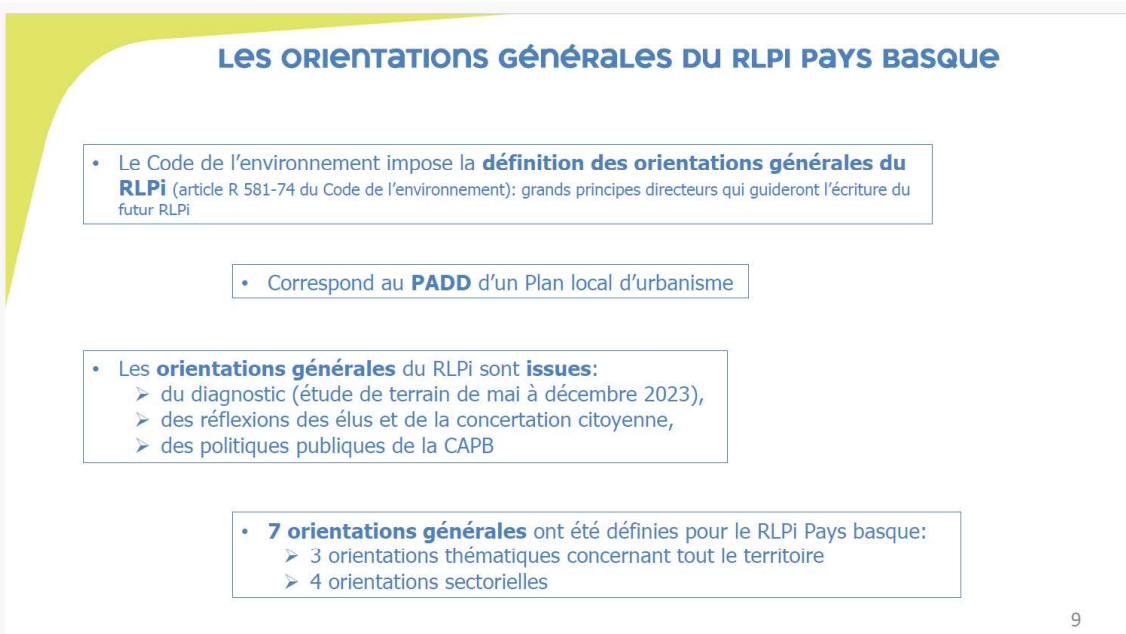 Les orientations générales du RLPi Pays Basque
• Le Code de l'environnement impose la définition des orientations générales du
RLPi (article R 581-74 du Code de l'environnement): grands principes directeurs qui guideront l'écriture du
futur RLPi
• Correspond au PADD d'un Plan local d'urbanisme
• Les orientations générales du RLPi sont issues:
➢ du diagnostic (étude de terrain de mai à décembre 2023),
➢ des réflexions des élus et de la concertation citoyenne,
➢ des politiques publiques de la CAPB
• 7 orientations générales ont été définies pour le RLPi Pays basque:
➢ 3 orientations thématiques concernant tout le territoire
➢ 4 orientations sectorielles
9